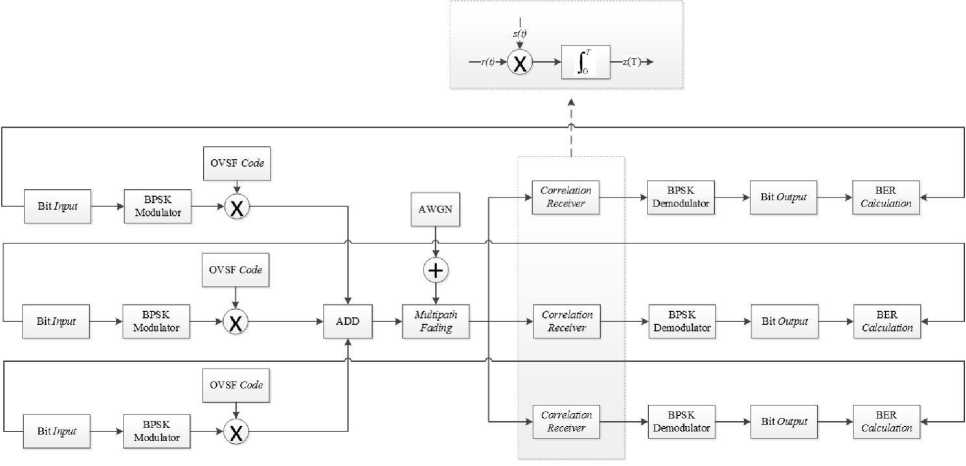 s(t)
r(t)
X
∫
T
0
z(T)
OVSF Code
Bit Input
BPSK
Modulator
X
AWGN
Correlation
Receiver
BPSK
Demodulator
Bit Output
BER
Calculation
OVSF Code
+
Bit Input
BPSK
Modulator
X
ADD
Multipath
Fading
Correlation
Receiver
BPSK
Demodulator
Bit Output
BER
Calculation
OVSF Code
Bit Input
BPSK
Modulator
X
Correlation
Receiver
BPSK
Demodulator
Bit Output
BER
Calculation